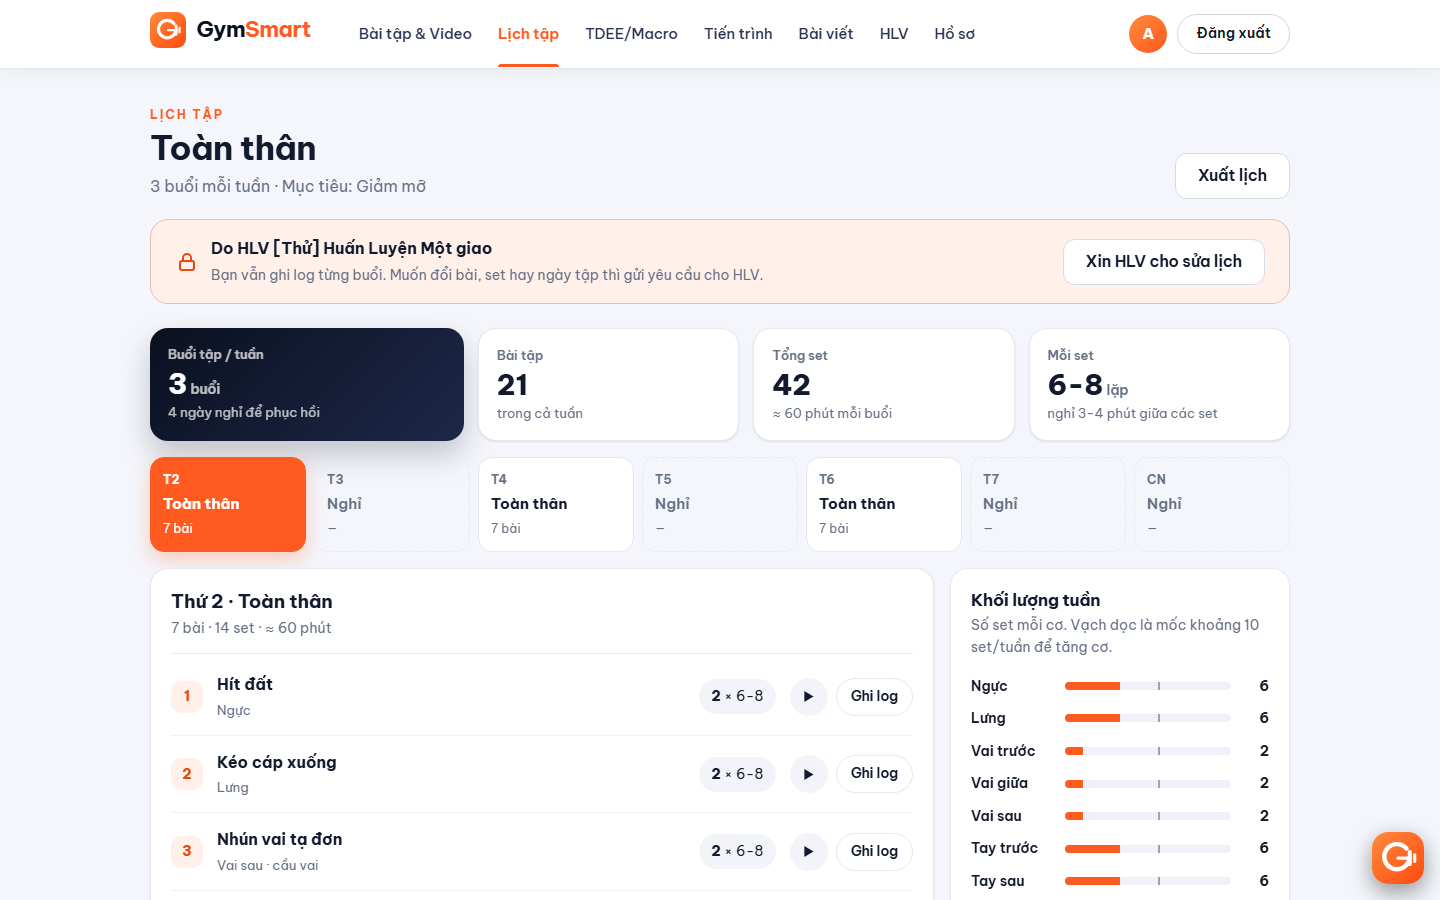 GymSmart
Bài tập & Video
Lịch tập
TDEE/Macro
Tiến trình
Bài viết
HLV
Hồ sơ
A
Đăng xuất
LỊCH TẬP
Toàn thân
3 buổi mỗi tuần · Mục tiêu: Giảm mỡ
Xuất lịch
Do HLV [Thử] Huấn Luyện Một giao
Bạn vẫn ghi log từng buổi. Muốn đổi bài, set hay ngày tập thì gửi yêu cầu cho HLV.
Xin HLV cho sửa lịch
Buổi tập / tuần
3 buổi
4 ngày nghỉ để phục hồi
Bài tập
21
trong cả tuần
Tổng set
42
≈ 60 phút mỗi buổi
Mỗi set
6-8 lặp
nghỉ 3-4 phút giữa các set
T2
Toàn thân
7 bài
T3
Nghỉ
–
T4
Toàn thân
7 bài
T5
Nghỉ
–
T6
Toàn thân
7 bài
T7
Nghỉ
–
CN
Nghỉ
–
Thứ 2 · Toàn thân
7 bài · 14 set · ≈ 60 phút
1
Hít đất
Ngực
2 × 6-8
Ghi log
2
Kéo cáp xuống
Lưng
2 × 6-8
Ghi log
3
Nhún vai tạ đơn
Vai sau · cầu vai
2 × 6-8
Ghi log
Khối lượng tuần
Số set mỗi cơ. Vạch dọc là mốc khoảng 10
set/tuần để tăng cơ.
Ngực 6
Lưng 6
Vai trước 2
Vai giữa 2
Vai sau 2
Tay trước 6
Tay sau 6